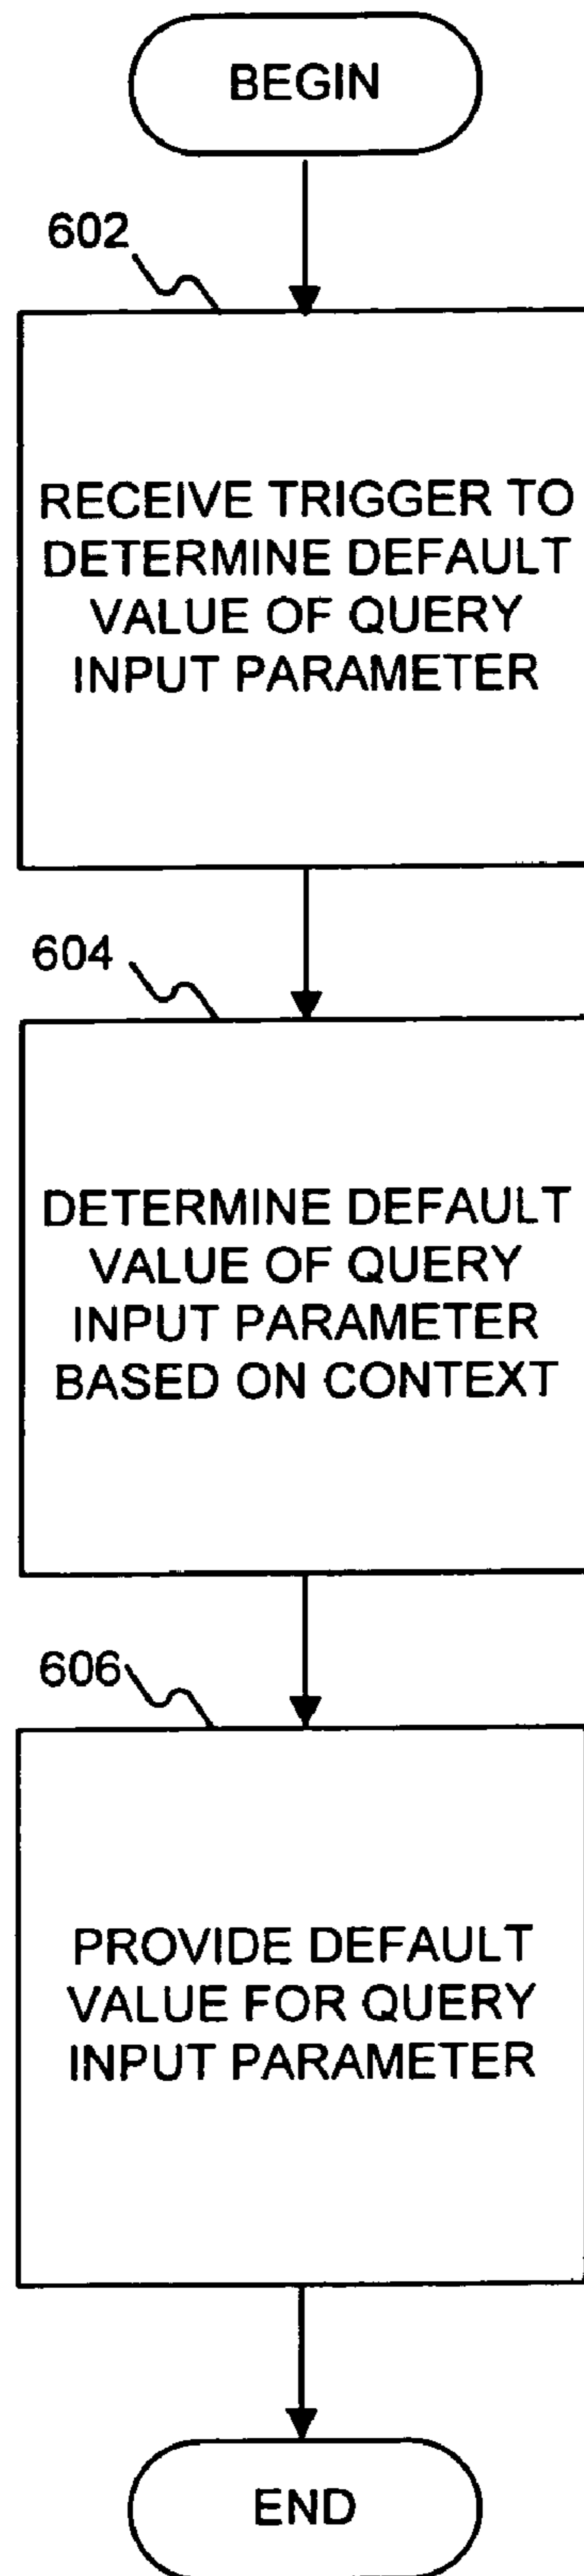 BEGIN
602
RECEIVE TRIGGER TO
DETERMINE DEFAULT
VALUE OF QUERY
INPUT PARAMETER
604
DETERMINE DEFAULT
VALUE OF QUERY
INPUT PARAMETER
BASED ON CONTEXT
606
PROVIDE DEFAULT
VALUE FOR QUERY
INPUT PARAMETER
END